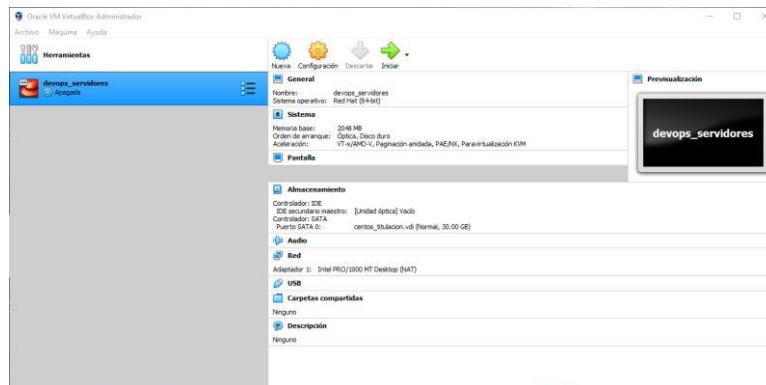 Oracle VM VirtualBox Administrador
Archivo Máquina Ayuda
Herramientas
Nueva Configuración Descartar Iniciar
devops_servidores
Apagada
General
Nombre: devops_servidores
Sistema operativo: Red Hat (64-bit)
Previsualización
devops_servidores
Sistema
Memoria base: 2048 MB
Orden de arranque: Óptica, Disco duro
Aceleración: VT-x/AMD-V, Paginación anidada, PAE/NX, Paravirtualización KVM
Pantalla
Almacenamiento
Controlador: IDE
IDE secundario maestro: [Unidad óptica] Vacío
Controlador: SATA
Puerto SATA 0: centos_titulacion.vdi (Normal, 30.00 GB)
Audio
Red
Adaptador 1: Intel PRO/1000 MT Desktop (NAT)
USB
Carpetas compartidas
Ninguno
Descripción
Ninguno